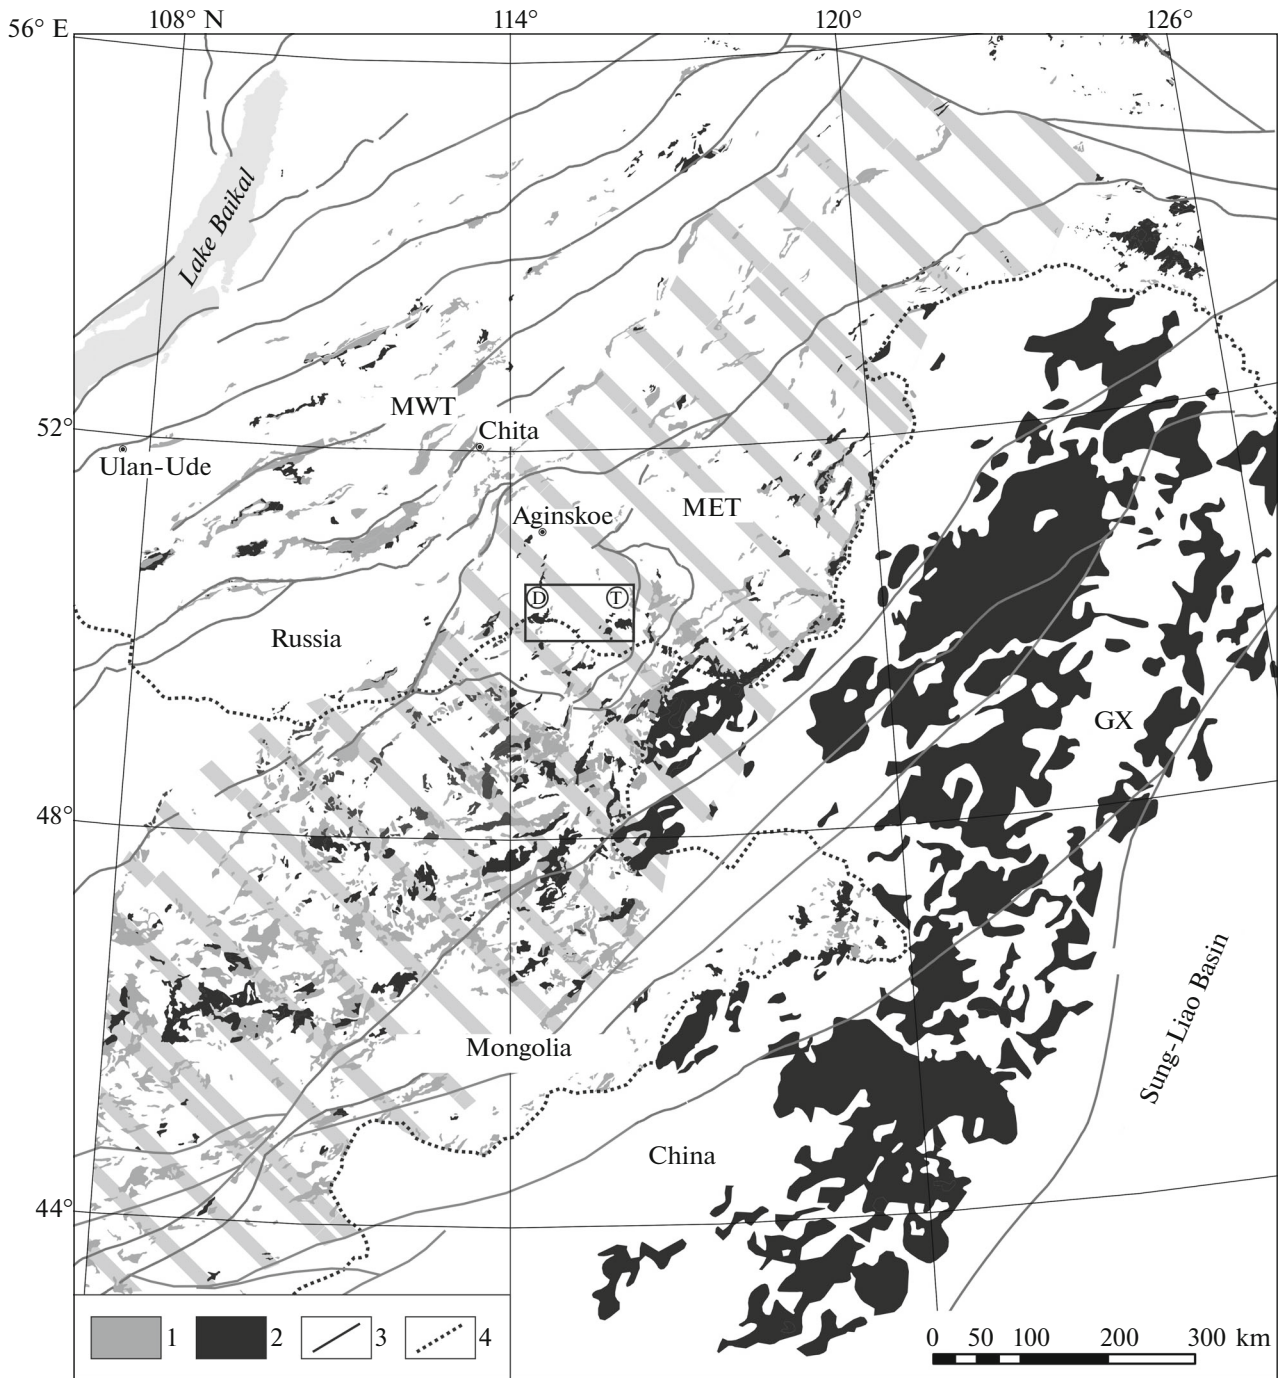 56° E
108° N
114°
120°
126°
Lake Baikal
MWT
52°
Chita
Ulan-Ude
MET
Aginskoe
D
T
Russia
GX
48°
Mongolia
Sung-Liao Basin
China
44°
1
2
3
4
0 50 100 200 300 km